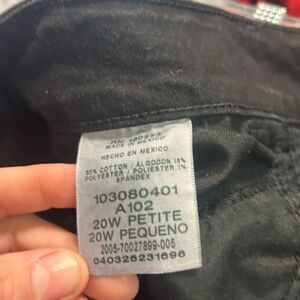 MADE IN MEXICO
HECHO EN MEXICO
COTTON / ALGODON 16%
POLYESTER / POLIESTER 1%
SPANDEX
103080401
A102
20W PETITE
20W PEQUENO
2005-70027899-005
040326231696